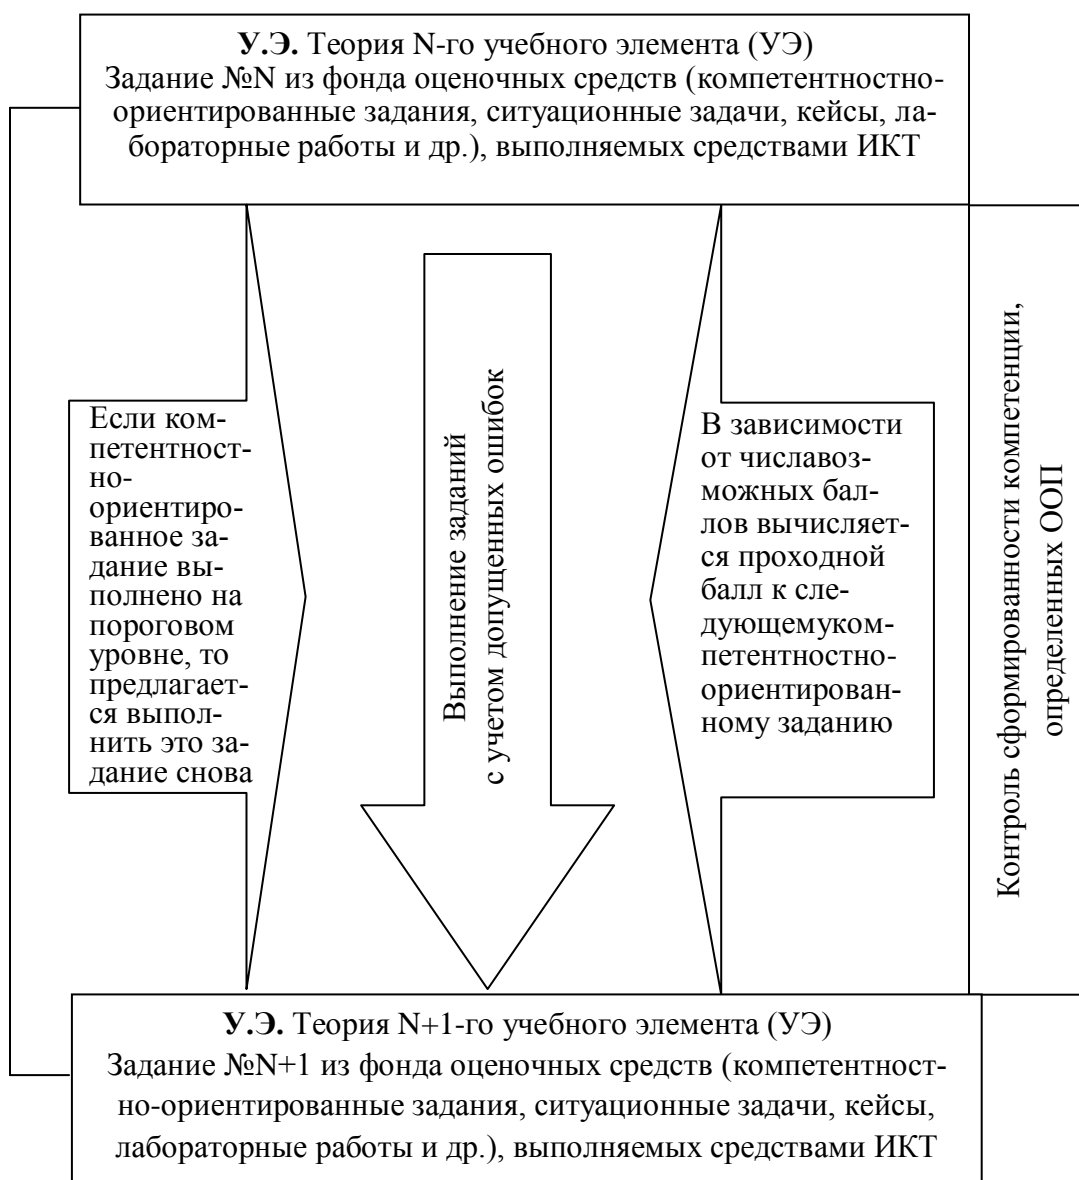 У.Э. Теория N-го учебного элемента (УЭ)
Задание №N из фонда оценочных средств (компетентностно-
ориентированные задания, ситуационные задачи, кейсы, ла-
бораторные работы и др.), выполняемых средствами ИКТ
Если ком-
петентност-
но-
ориентиро-
ванное за-
дание вы-
полнено на
пороговом
уровне, то
предлагает-
ся выпол-
нить это за-
дание снова
Выполнение заданий
с учетом допущенных ошибок
В зависимости
от числавоз-
можных бал-
лов вычисляет-
ся проходной
балл к сле-
дующемуком-
петентностно-
ориентирован-
ному заданию
Контроль сформированности компетенции,
определенных ООП
У.Э. Теория N+1-го учебного элемента (УЭ)
Задание №N+1 из фонда оценочных средств (компетентност-
но-ориентированные задания, ситуационные задачи, кейсы,
лабораторные работы и др.), выполняемых средствами ИКТ